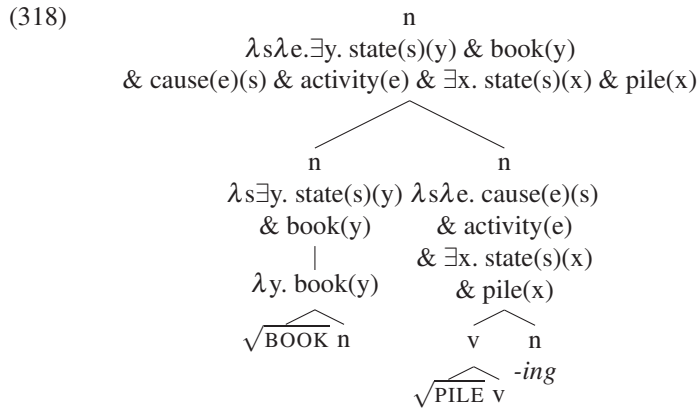 (318)
n
λsλe.∃y. state(s)(y) & book(y)
& cause(e)(s) & activity(e) & ∃x. state(s)(x) & pile(x)
n n
λs∃y. state(s)(y) λsλe. cause(e)(s)
& book(y) & activity(e)
| & ∃x. state(s)(x)
λy. book(y) & pile(x)
√BOOK n v n
√PILE v -ing